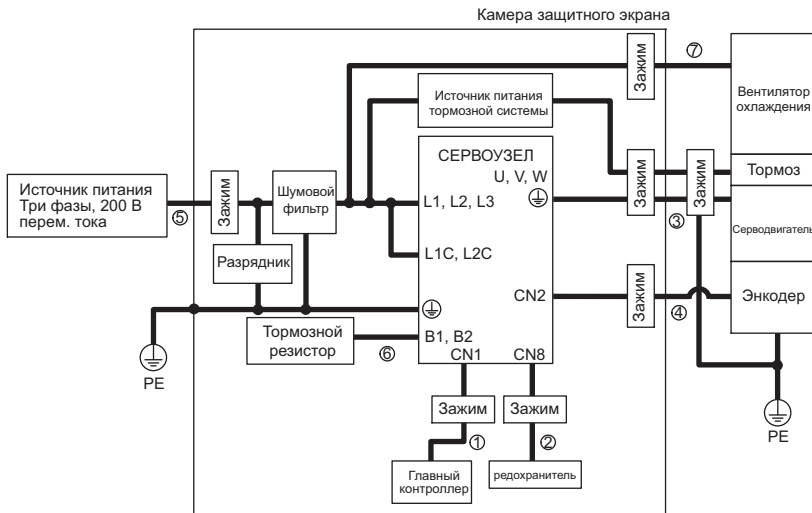 Камера защитного экрана
Зажим
⑦
Вентилятор
охлаждения
Источник питания
тормозной системы
СЕРВОУЗЕЛ
U, V, W
Зажим
Зажим
Тормоз
Источник питания
Три фазы, 200 В
перем. тока
⑤
Зажим
Шумовой
фильтр
L1, L2, L3
③
Серводвигатель
Разрядник
L1C, L2C
CN2
Зажим
④
Энкодер
Тормозной
резистор
⑥
B1, B2
CN1
CN8
PE
Зажим
Зажим
PE
①
②
Главный
контроллер
редохранитель